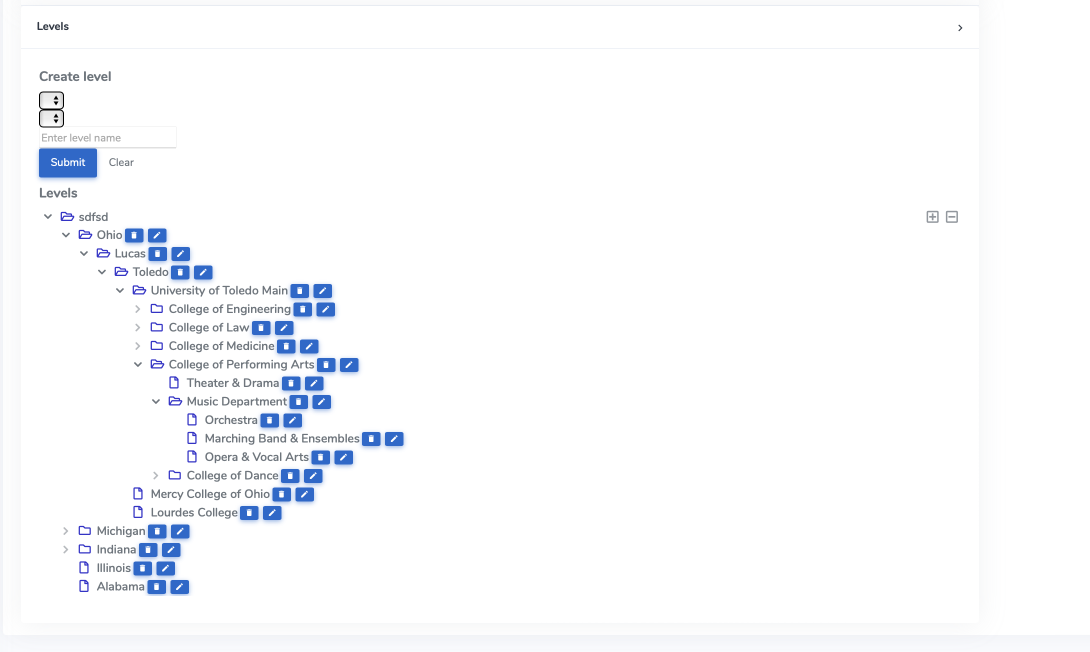 Levels
Create level
Enter level name
Submit Clear
Levels
sdfsd
Ohio
Lucas
Toledo
University of Toledo Main
College of Engineering
College of Law
College of Medicine
College of Performing Arts
Theater & Drama
Music Department
Orchestra
Marching Band & Ensembles
Opera & Vocal Arts
College of Dance
Mercy College of Ohio
Lourdes College
Michigan
Indiana
Illinois
Alabama